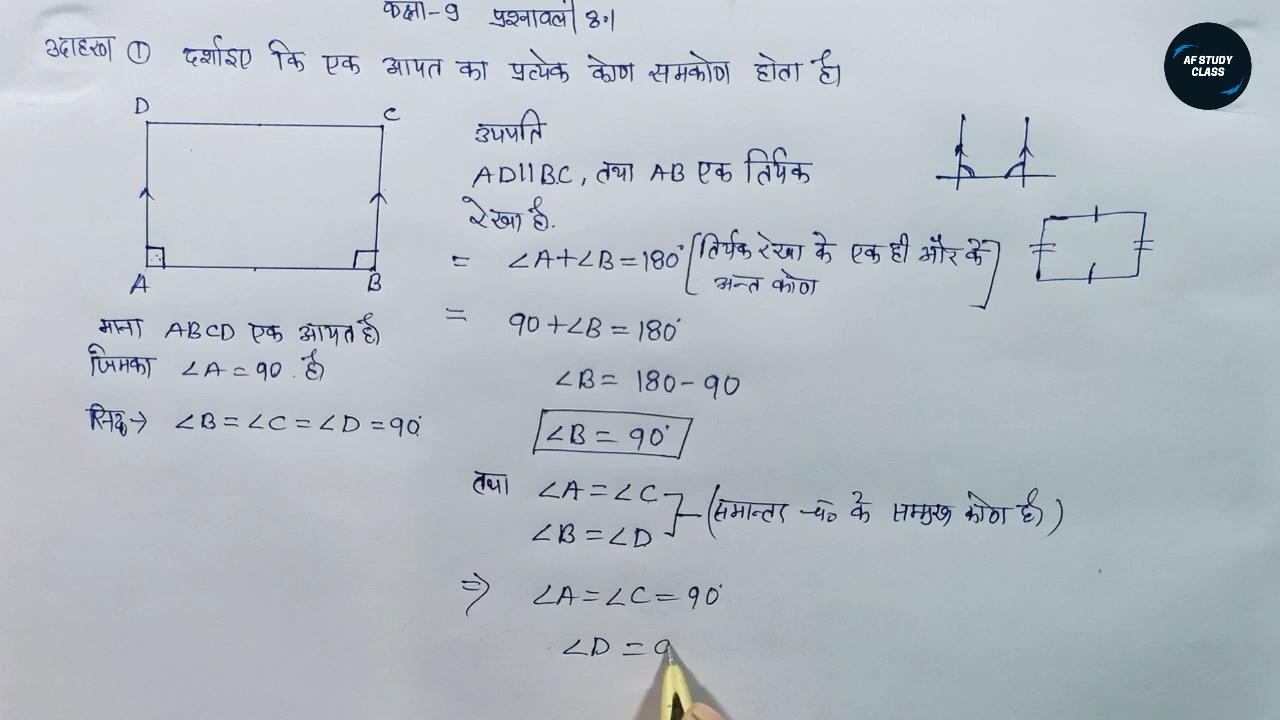 कक्षा-9 प्रश्नावली 8.1
उदाहरण ① दर्शाइए कि एक आयत का प्रत्येक कोण समकोण होता है।
AF STUDY
CLASS
D
C
A
B
माना ABCD एक आयत है।
जिसका ∠A = 90. है।
सिद्ध→ ∠B = ∠C = ∠D = 90°
उपपति
AD||BC, तथा AB एक तिर्यक
रेखा है.
= ∠A+∠B = 180° [तिर्यक रेखा के एक ही और के
अन्त कोण]
= 90+∠B = 180°
∠B = 180 - 90
∠B = 90°
तथा ∠A = ∠C
∠B = ∠D
(समान्तर च० के सम्मुख कोण है।)
⇒ ∠A = ∠C = 90°
∠D = 9